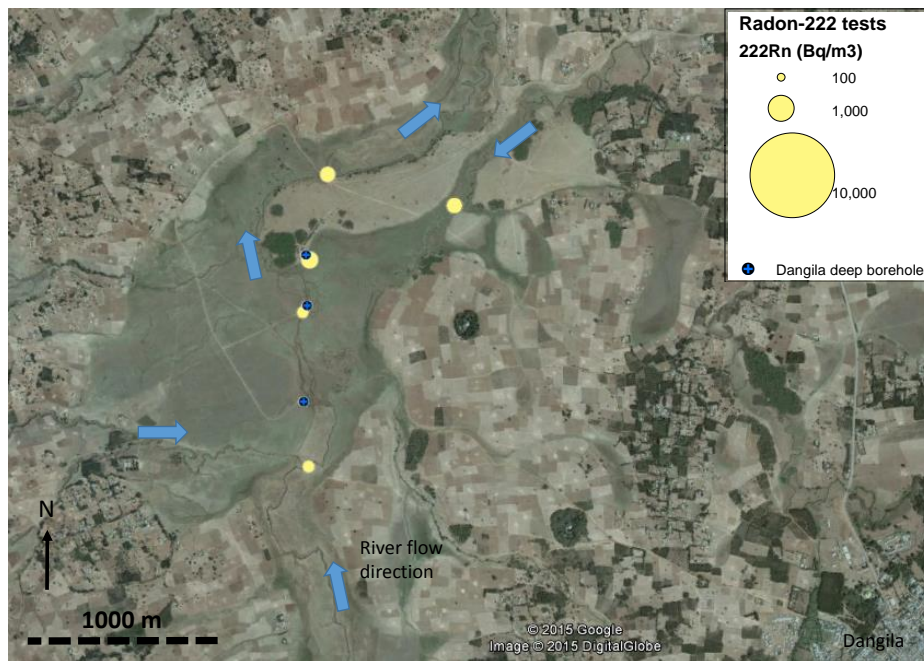 Radon-222 tests
222Rn (Bq/m3)
100
1,000
10,000
Dangila deep borehole
N
River flow
direction
1000 m
© 2015 Google
Image © 2015 DigitalGlobe
Dangila